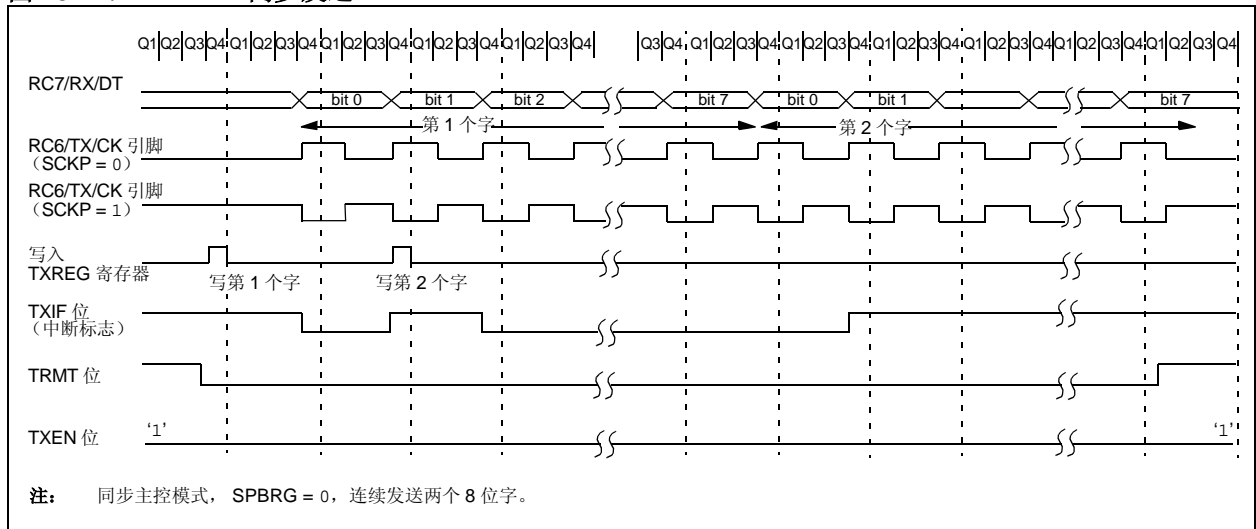 Q1 Q2 Q3 Q4 Q1 Q2 Q3 Q4 Q1 Q2 Q3 Q4 Q1 Q2 Q3 Q4 Q1 Q2 Q3 Q4 Q3 Q4 Q1 Q2 Q3 Q4 Q1 Q2 Q3 Q4 Q1 Q2 Q3 Q4 Q1 Q2 Q3 Q4 Q1 Q2 Q3 Q4 Q1 Q2 Q3 Q4
RC7/RX/DT
bit 0 bit 1 bit 2 bit 7 bit 0 bit 1 bit 7
第 1 个字 第 2 个字
RC6/TX/CK 引脚
（SCKP = 0）
RC6/TX/CK 引脚
（SCKP = 1）
写入
TXREG 寄存器
写第 1 个字 写第 2 个字
TXIF 位
（中断标志）
TRMT 位
TXEN 位 ‘1’ ‘1’
注： 同步主控模式， SPBRG = 0，连续发送两个 8 位字。